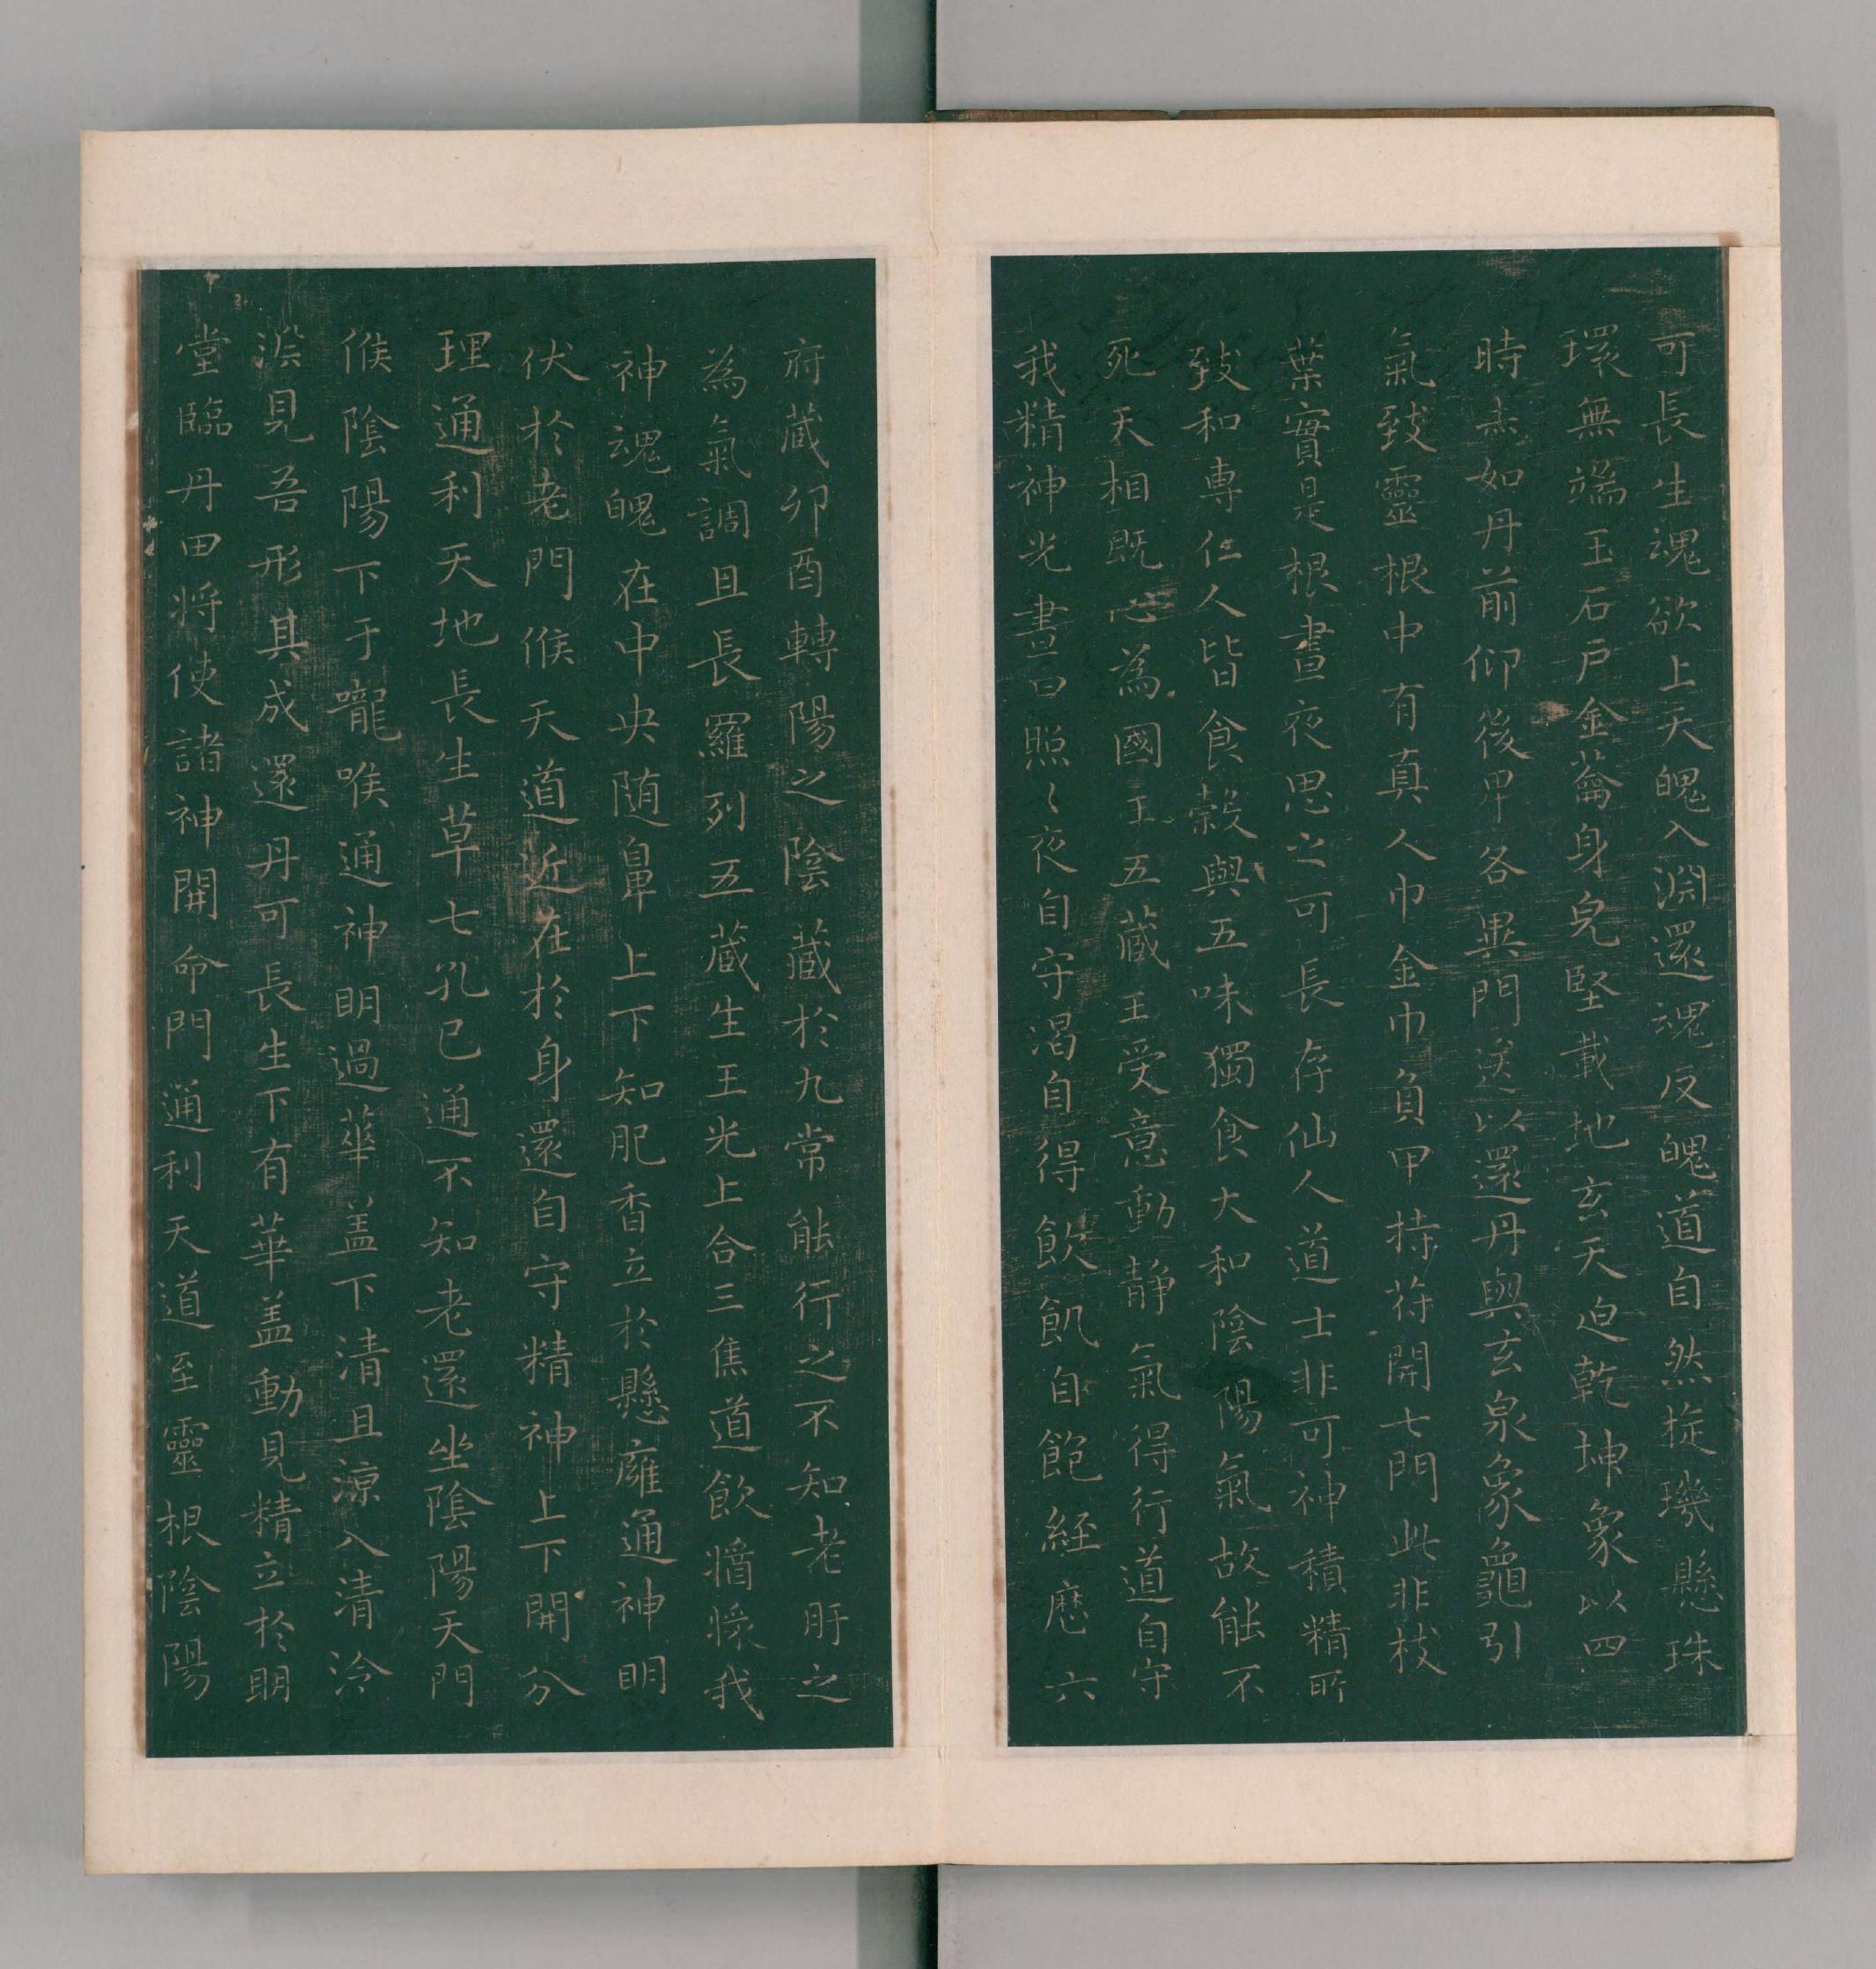 可長生魂欲上天魄入淵還魂反魄道自然掟璣懸珠
環無端玉石戶金蘥身皃堅載地玄天迫乾坤象以四
時赤如丹前仰後卑各異門送以還丹與玄泉象龜引
氣致靈根中有真人巾金巾負甲持荷開七門此非枝
葉實是根晝夜思之可長存仙人道士非可神積精所
致和專仁人皆食穀與五味獨食大和陰陽氣故能不
死天相既心為國主五藏王受意動靜氣得行道自守
我精神光晝日照〻夜自守渴自得飲飢自飽經歷六
府藏卯酉轉陽之陰藏於九常能行之不知老肝之
為氣調且長羅列五藏生三光上合三焦道飲醬漿我
神魂魄在中央隨鼻上下知肥香立於懸廱通神明
伏於老門候天道近在於身還自守精神上下開分
理通利天地長生草七孔已通不知老還坐陰陽天門
候陰陽下于嚨喉通神明過華盖下清且涼入清泠
淵見吾形其成還丹可長生下有華盖動見精立於明
堂臨丹田將使諸神開命門通利天道至靈根陰陽